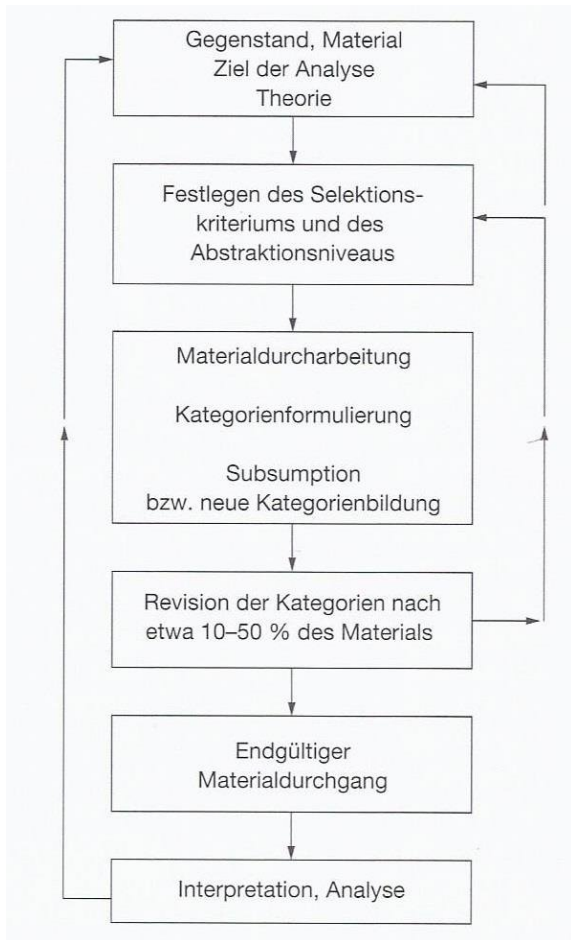 Gegenstand, Material
Ziel der Analyse
Theorie
Festlegen des Selektions-
kriteriums und des
Abstraktionsniveaus
Materialdurcharbeitung
Kategorienformulierung
Subsumption
bzw. neue Kategorienbildung
Revision der Kategorien nach
etwa 10–50 % des Materials
Endgültiger
Materialdurchgang
Interpretation, Analyse